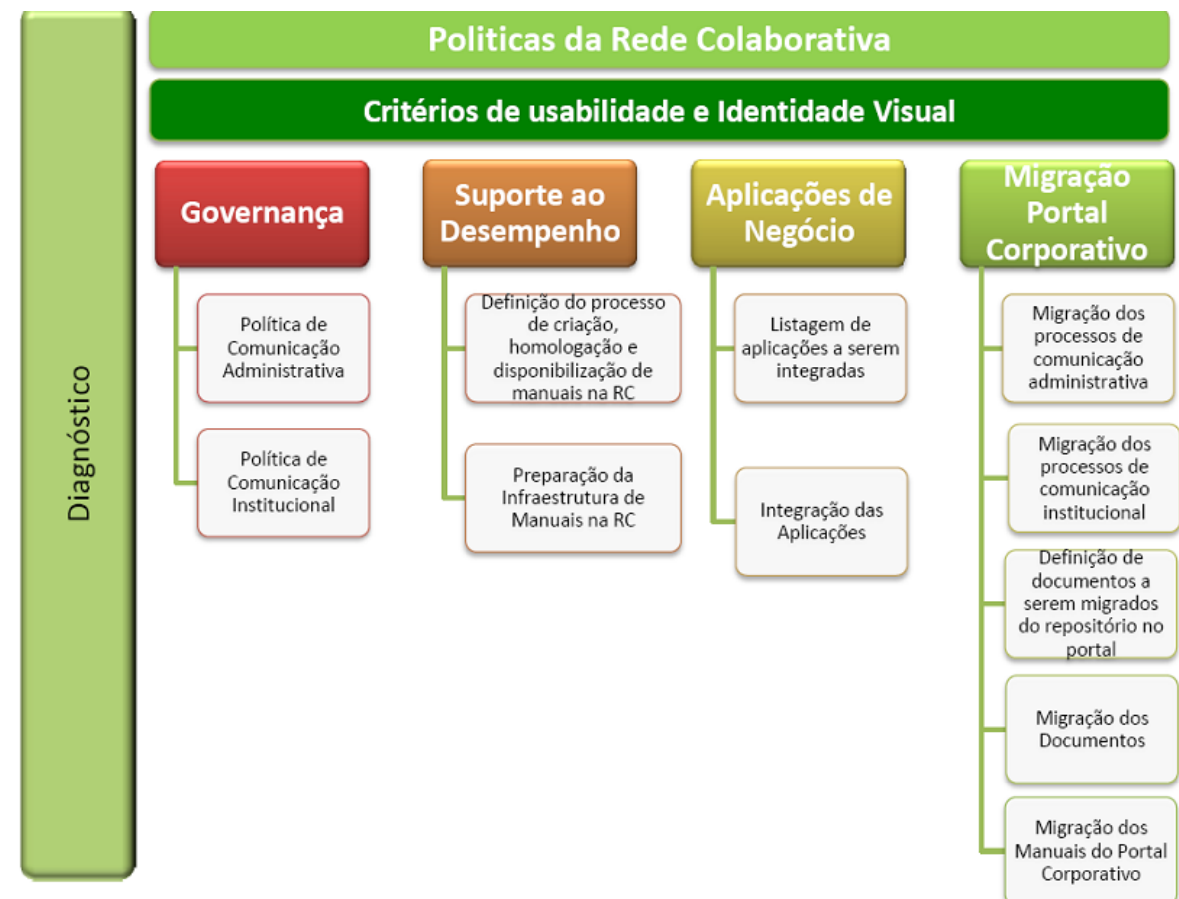 Diagnóstico
Politicas da Rede Colaborativa
Critérios de usabilidade e Identidade Visual
Governança
Política de
Comunicação
Administrativa
Política de
Comunicação
Institucional
Suporte ao
Desempenho
Definição do processo
de criação,
homologação e
disponibilização de
manuais na RC
Preparação da
Infraestrutura de
Manuais na RC
Aplicações de
Negócio
Listagem de
aplicações a serem
integradas
Integração das
Aplicações
Migração
Portal
Corporativo
Migração dos
processos de
comunicação
administrativa
Migração dos
processos de
comunicação
institucional
Definição de
documentos a
serem migrados
do repositório no
portal
Migração dos
Documentos
Migração dos
Manuais do Portal
Corporativo